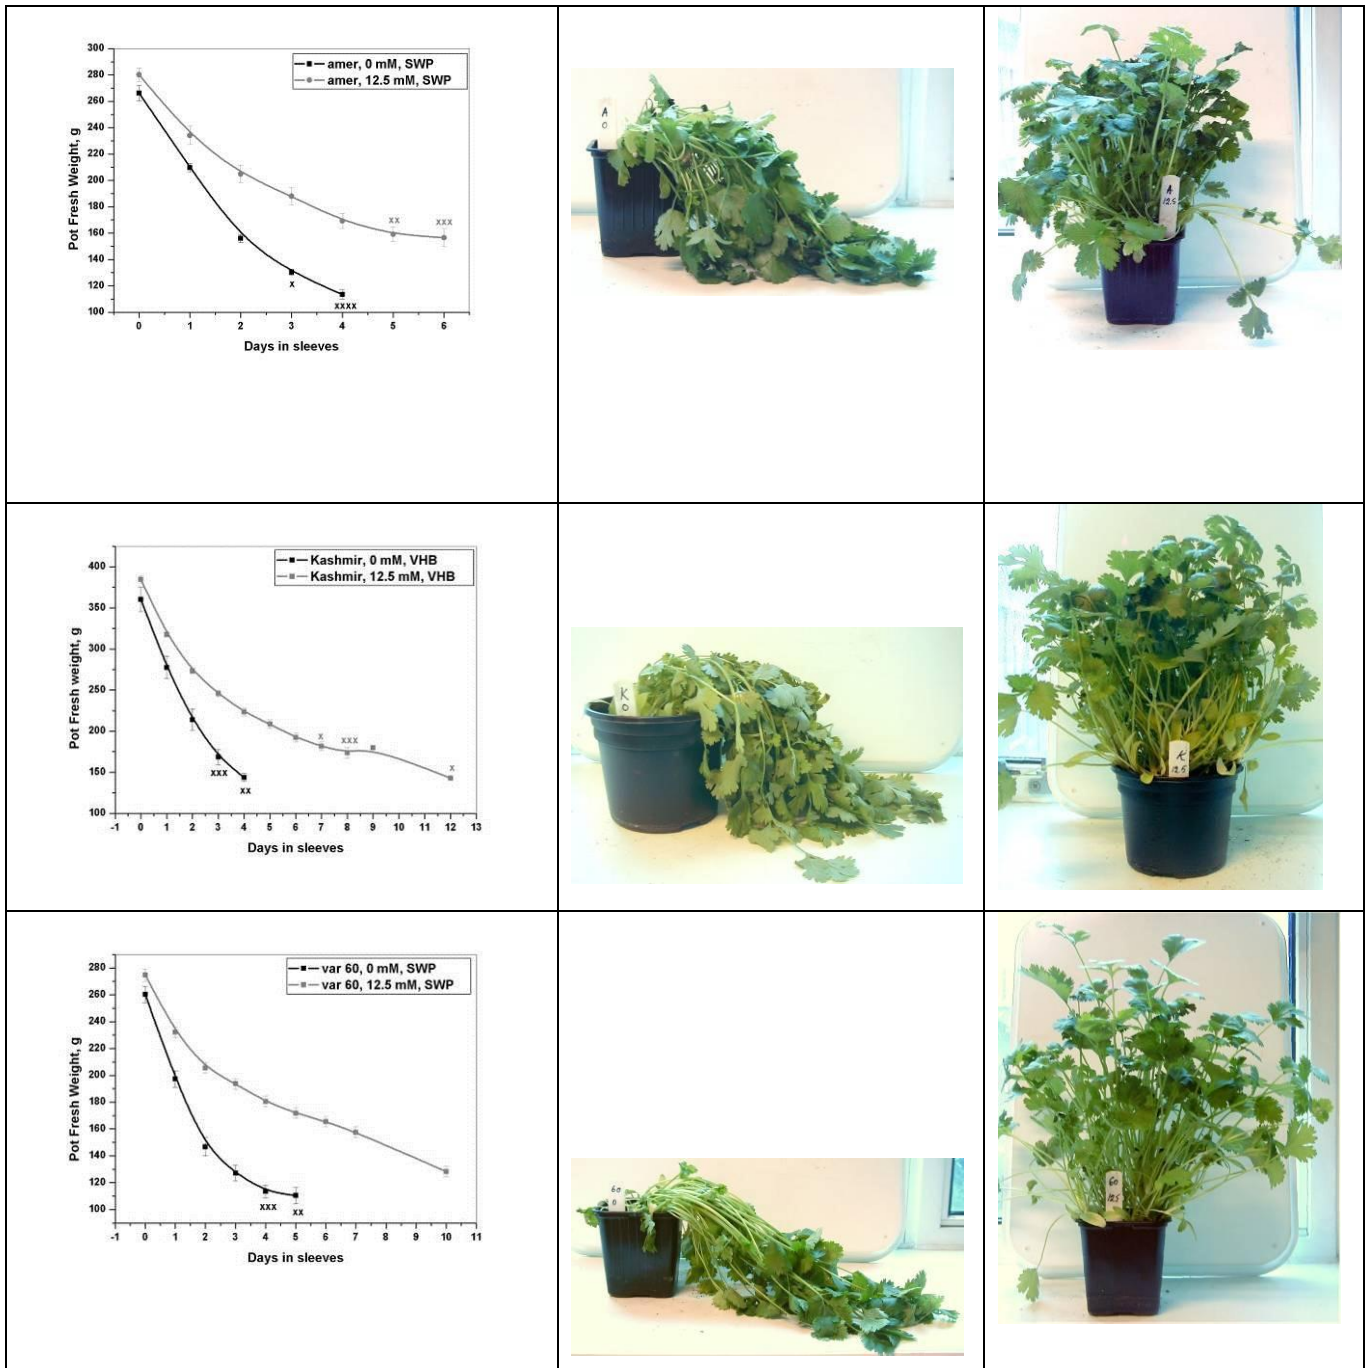 amer, 0 mM, SWP
amer, 12.5 mM, SWP
300
280
260
240
220
200
180
160
140
120
100
Pot Fresh Weight, g
xx
xxx
x
xxxx
0 1 2 3 4 5 6
Days in sleeves
A
0
A
12.5
Kashmir, 0 mM, VHB
Kashmir, 12.5 mM, VHB
400
350
300
250
200
150
100
Pot Fresh weight, g
x
xxx
x
xxx
xx
-1 0 1 2 3 4 5 6 7 8 9 10 11 12 13
Days in sleeves
K
0
K
12.5
var 60, 0 mM, SWP
var 60, 12.5 mM, SWP
280
260
240
220
200
180
160
140
120
100
Pot Fresh Weight, g
xxx
xx
-1 0 1 2 3 4 5 6 7 8 9 10 11
Days in sleeves
60
0
60
12.5